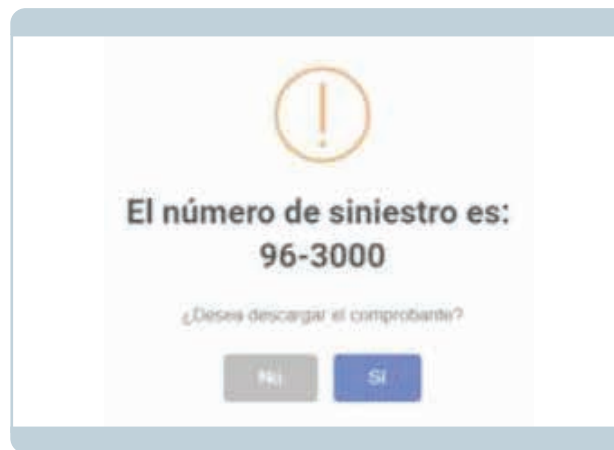 El número de siniestro es:
96-3000
¿Desea descargar el comprobante?
No
Sí